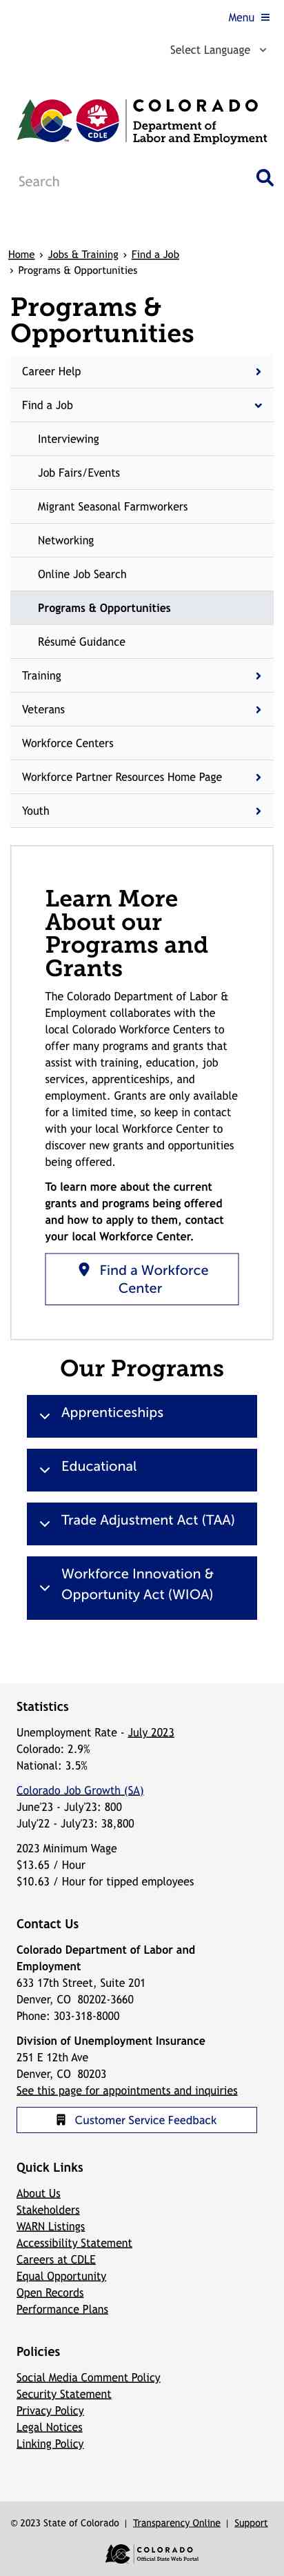 Menu
Select Language
CDLE
COLORADO
Department of
Labor and Employment
Search
Home › Jobs & Training › Find a Job
› Programs & Opportunities
Programs &
Opportunities
Career Help
Find a Job
Interviewing
Job Fairs/Events
Migrant Seasonal Farmworkers
Networking
Online Job Search
Programs & Opportunities
Résumé Guidance
Training
Veterans
Workforce Centers
Workforce Partner Resources Home Page
Youth
Learn More
About our
Programs and
Grants
The Colorado Department of Labor &
Employment collaborates with the
local Colorado Workforce Centers to
offer many programs and grants that
assist with training, education, job
services, apprenticeships, and
employment. Grants are only available
for a limited time, so keep in contact
with your local Workforce Center to
discover new grants and opportunities
being offered.
To learn more about the current
grants and programs being offered
and how to apply to them, contact
your local Workforce Center.
Find a Workforce
Center
Our Programs
Apprenticeships
Educational
Trade Adjustment Act (TAA)
Workforce Innovation &
Opportunity Act (WIOA)
Statistics
Unemployment Rate - July 2023
Colorado: 2.9%
National: 3.5%
Colorado Job Growth (SA)
June'23 - July'23: 800
July'22 - July'23: 38,800
2023 Minimum Wage
$13.65 / Hour
$10.63 / Hour for tipped employees
Contact Us
Colorado Department of Labor and
Employment
633 17th Street, Suite 201
Denver, CO 80202-3660
Phone: 303-318-8000
Division of Unemployment Insurance
251 E 12th Ave
Denver, CO 80203
See this page for appointments and inquiries
Customer Service Feedback
Quick Links
About Us
Stakeholders
WARN Listings
Accessibility Statement
Careers at CDLE
Equal Opportunity
Open Records
Performance Plans
Policies
Social Media Comment Policy
Security Statement
Privacy Policy
Legal Notices
Linking Policy
© 2023 State of Colorado | Transparency Online | Support
COLORADO
Official State Web Portal